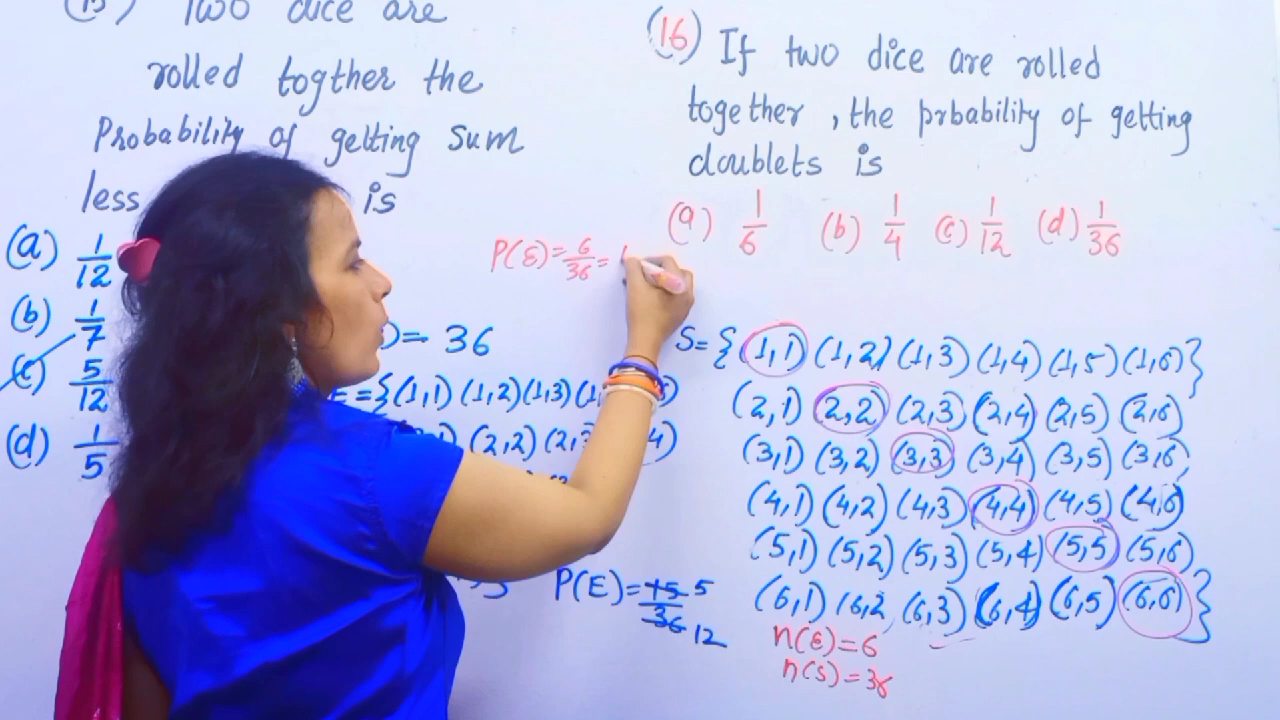 (15) Two dice are
rolled togther the
Probability of getting sum
less is
(a) 1/12
(b) 1/7
(c) 5/12
(d) 1/5
)= 36
={(1,1) (1,2) (1,3) (1,
(2,2) (2,3 4)
P(E)= 15/36 5 12
(16) If two dice are rolled
together , the prbability of getting
doublets is
(a) 1/6 (b) 1/4 (c) 1/12 (d) 1/36
P(E)= 6/36 = 1
S= { (1,1) (1,2) (1,3) (1,4) (1,5) (1,6)
(2,1) (2,2) (2,3) (2,4) (2,5) (2,6)
(3,1) (3,2) (3,3) (3,4) (3,5) (3,6)
(4,1) (4,2) (4,3) (4,4) (4,5) (4,6)
(5,1) (5,2) (5,3) (5,4) (5,5) (5,6)
(6,1) (6,2 (6,3) (6,4) (6,5) (6,6) }
n(E)=6
n(S)=36